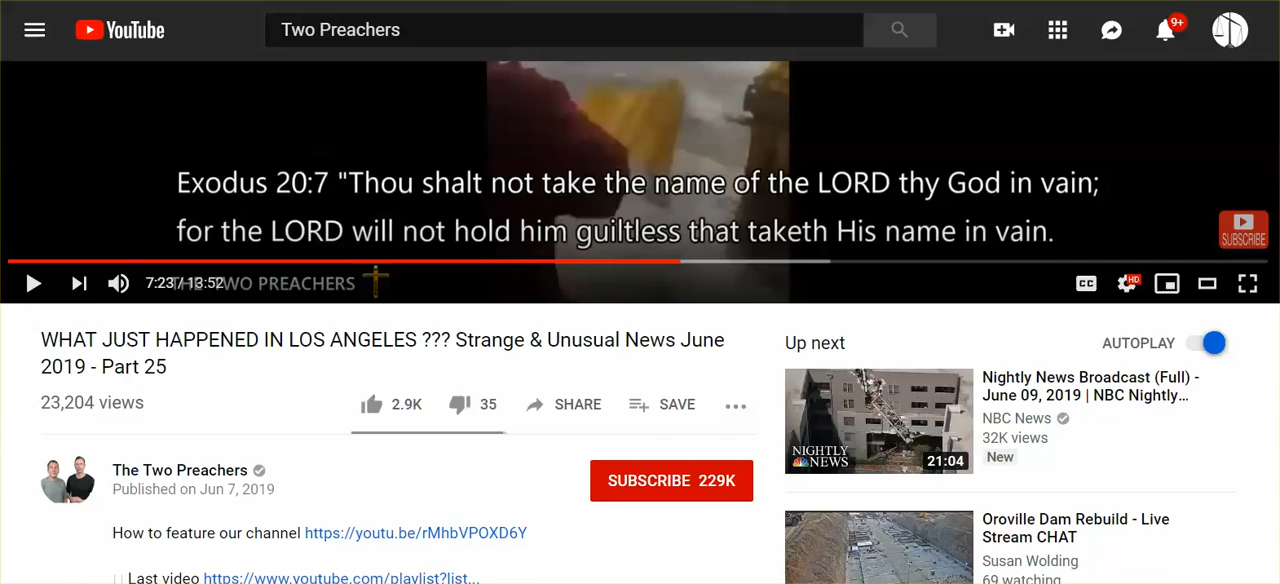 YouTube
Two Preachers
9+
Exodus 20:7 "Thou shalt not take the name of the LORD thy God in vain;
for the LORD will not hold him guiltless that taketh His name in vain.
SUBSCRIBE
7:23 / 13:52
THE TWO PREACHERS
CC
HD
WHAT JUST HAPPENED IN LOS ANGELES ??? Strange & Unusual News June
2019 - Part 25
23,204 views
2.9K
35
SHARE
SAVE
The Two Preachers
Published on Jun 7, 2019
SUBSCRIBE 229K
How to feature our channel https://youtu.be/rMhbVPOXD6Y
Last video https://www.youtube.com/playlist?list...
Up next
AUTOPLAY
NIGHTLY
NEWS
21:04
Nightly News Broadcast (Full) -
June 09, 2019 | NBC Nightly...
NBC News
32K views
New
Oroville Dam Rebuild - Live
Stream CHAT
Susan Wolding
69 watching